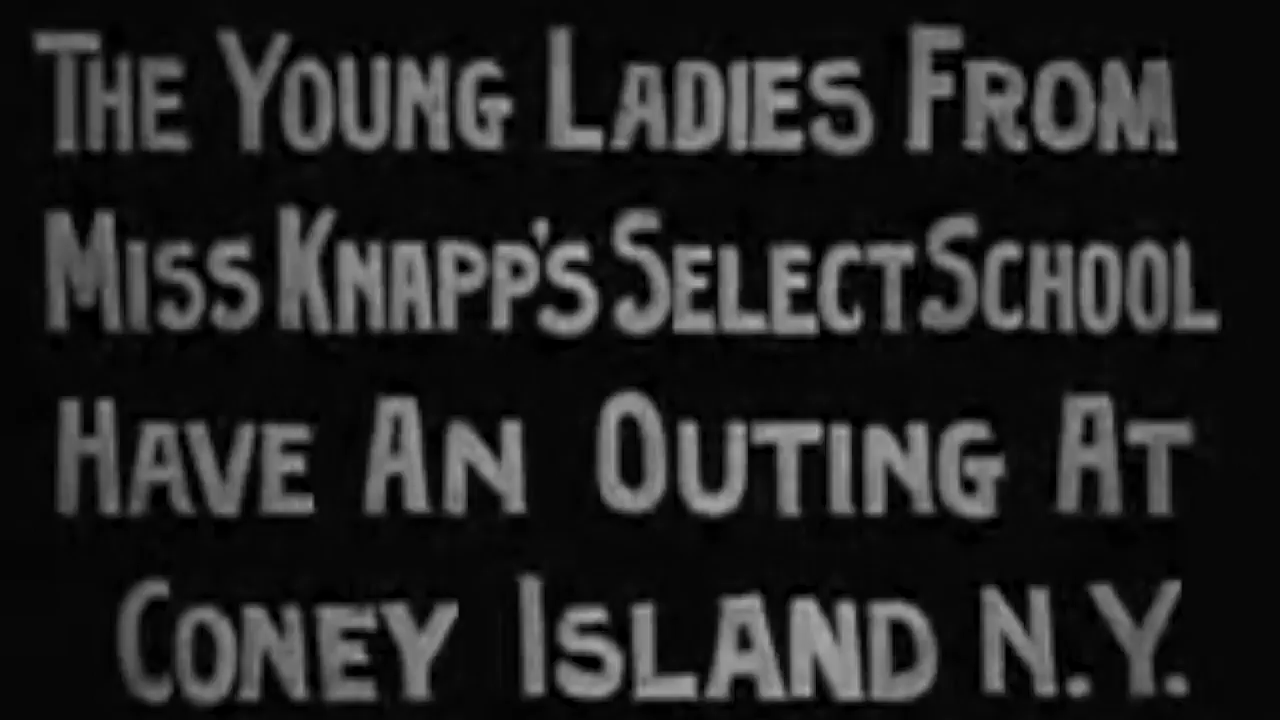 The Young Ladies From
Miss Knapp's Select School
Have An Outing At
Coney Island N.Y.